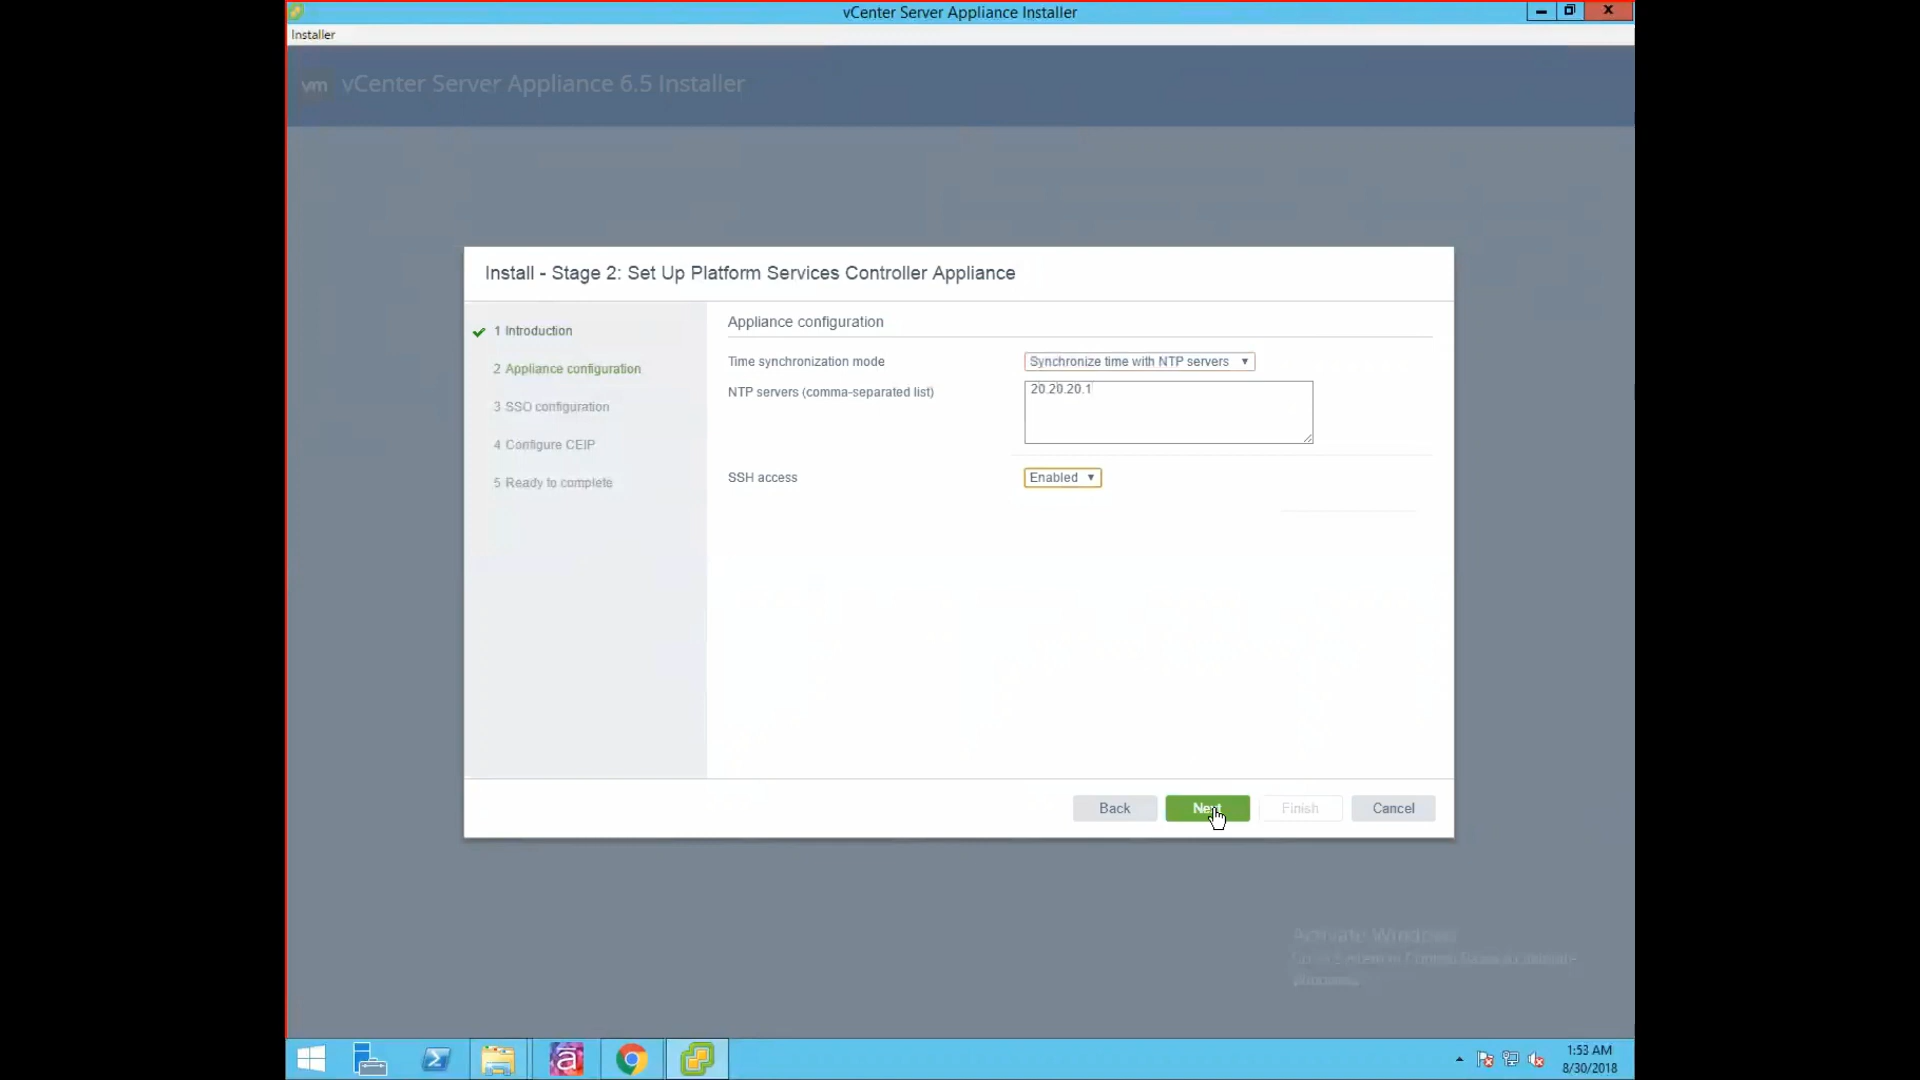 vCenter Server Appliance Installer
Installer
vm vCenter Server Appliance 6.5 Installer
Install - Stage 2: Set Up Platform Services Controller Appliance
1 Introduction
2 Appliance configuration
3 SSO configuration
4 Configure CEIP
5 Ready to complete
Appliance configuration
Time synchronization mode
Synchronize time with NTP servers
NTP servers (comma-separated list)
20.20.20.1
SSH access
Enabled
Back
Next
Finish
Cancel
Activate Windows
1:53 AM
8/30/2018